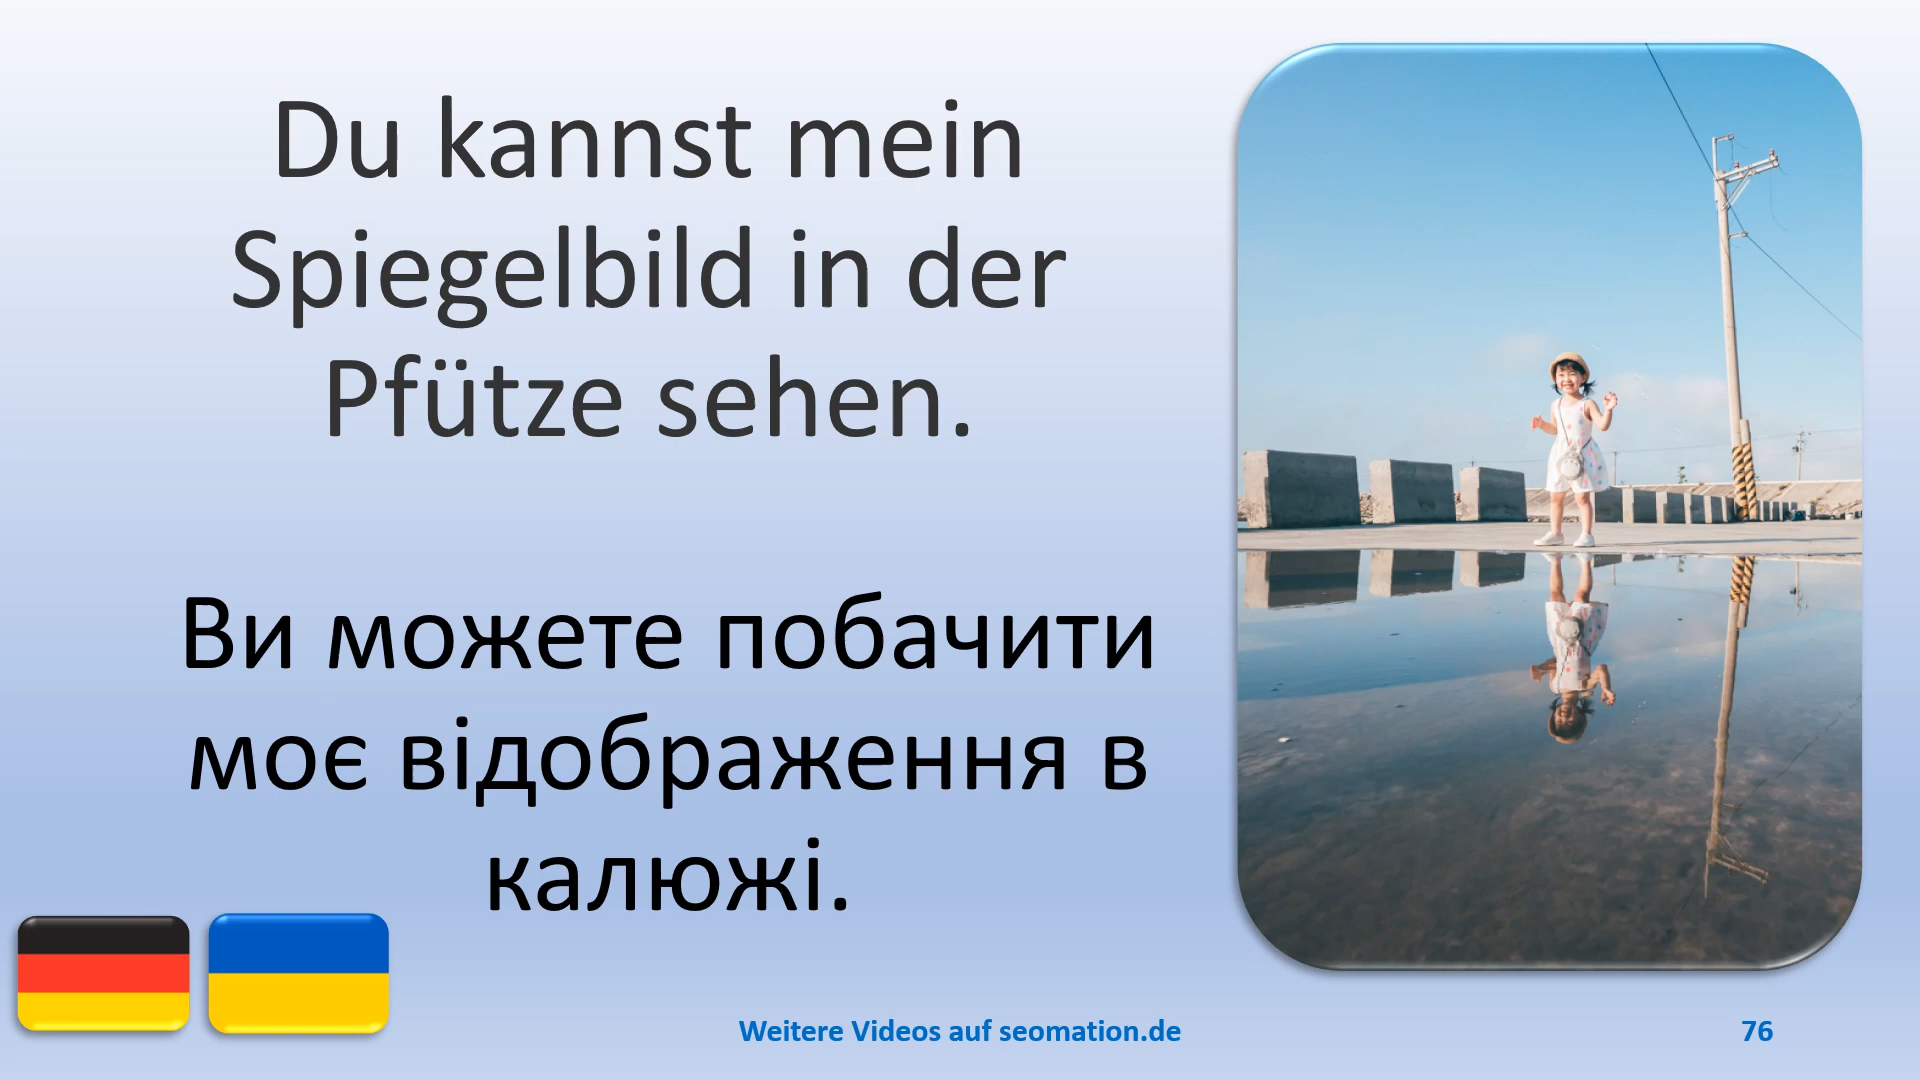 Du kannst mein
Spiegelbild in der
Pfütze sehen.
Ви можете побачити
моє відображення в
калюжі.
Weitere Videos auf seomation.de
76